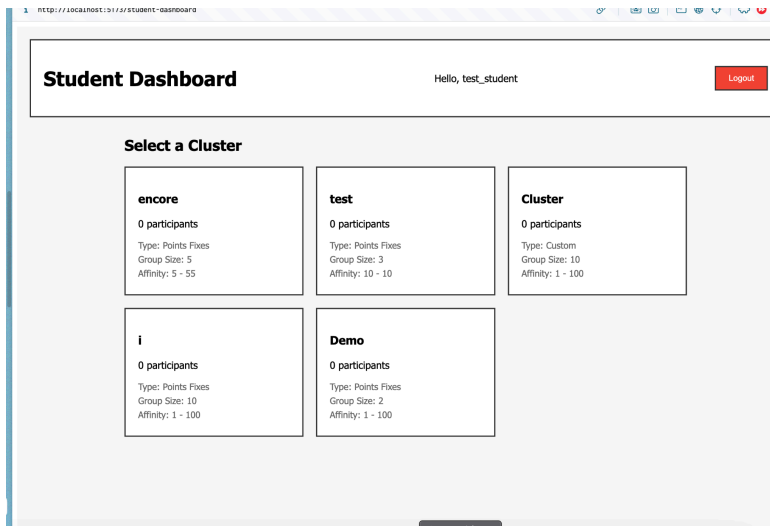 1 http://localhost:5173/student-dashboard
Student Dashboard
Hello, test_student
Logout
Select a Cluster
encore
0 participants
Type: Points Fixes
Group Size: 5
Affinity: 5 - 55
test
0 participants
Type: Points Fixes
Group Size: 3
Affinity: 10 - 10
Cluster
0 participants
Type: Custom
Group Size: 10
Affinity: 1 - 100
i
0 participants
Type: Points Fixes
Group Size: 10
Affinity: 1 - 100
Demo
0 participants
Type: Points Fixes
Group Size: 2
Affinity: 1 - 100